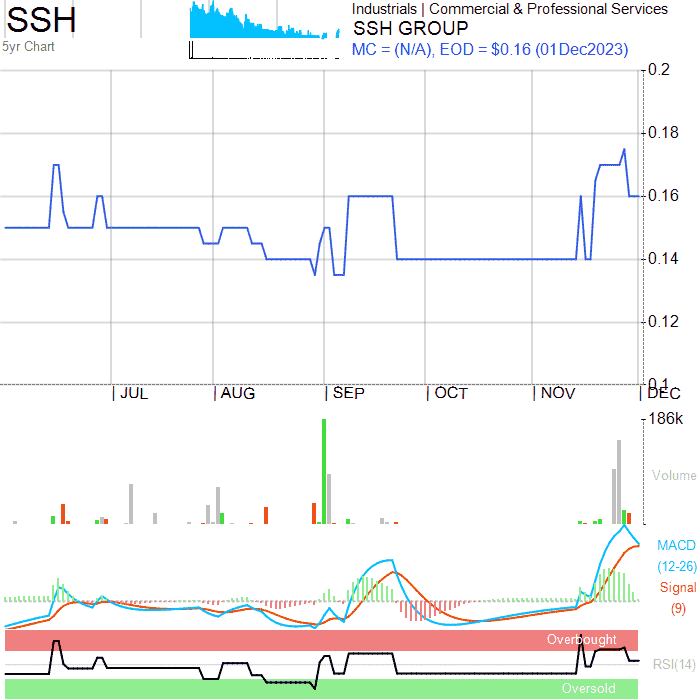 SSH
5yr Chart
Industrials | Commercial & Professional Services
SSH GROUP
MC = (N/A), EOD = $0.16 (01Dec2023)
0.2
0.18
0.16
0.14
0.12
0.1
| JUL | AUG | SEP | OCT | NOV | DEC
186k
Volume
MACD
(12-26)
Signal
(9)
Overbought
RSI(14)
Oversold